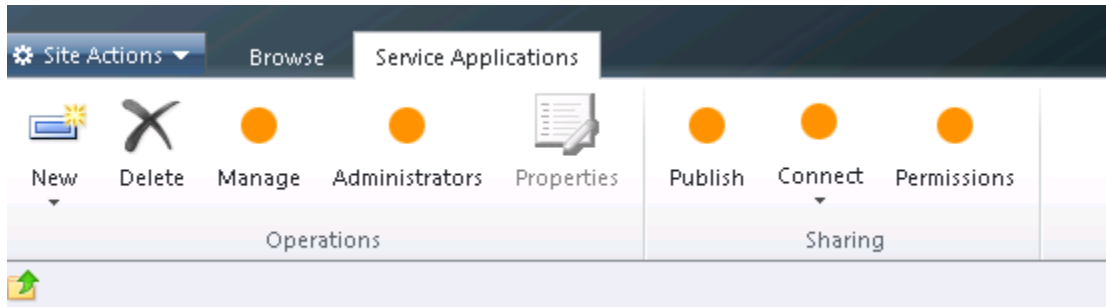 Site Actions Browse Service Applications
New Delete Manage Administrators Properties Publish Connect Permissions
Operations Sharing